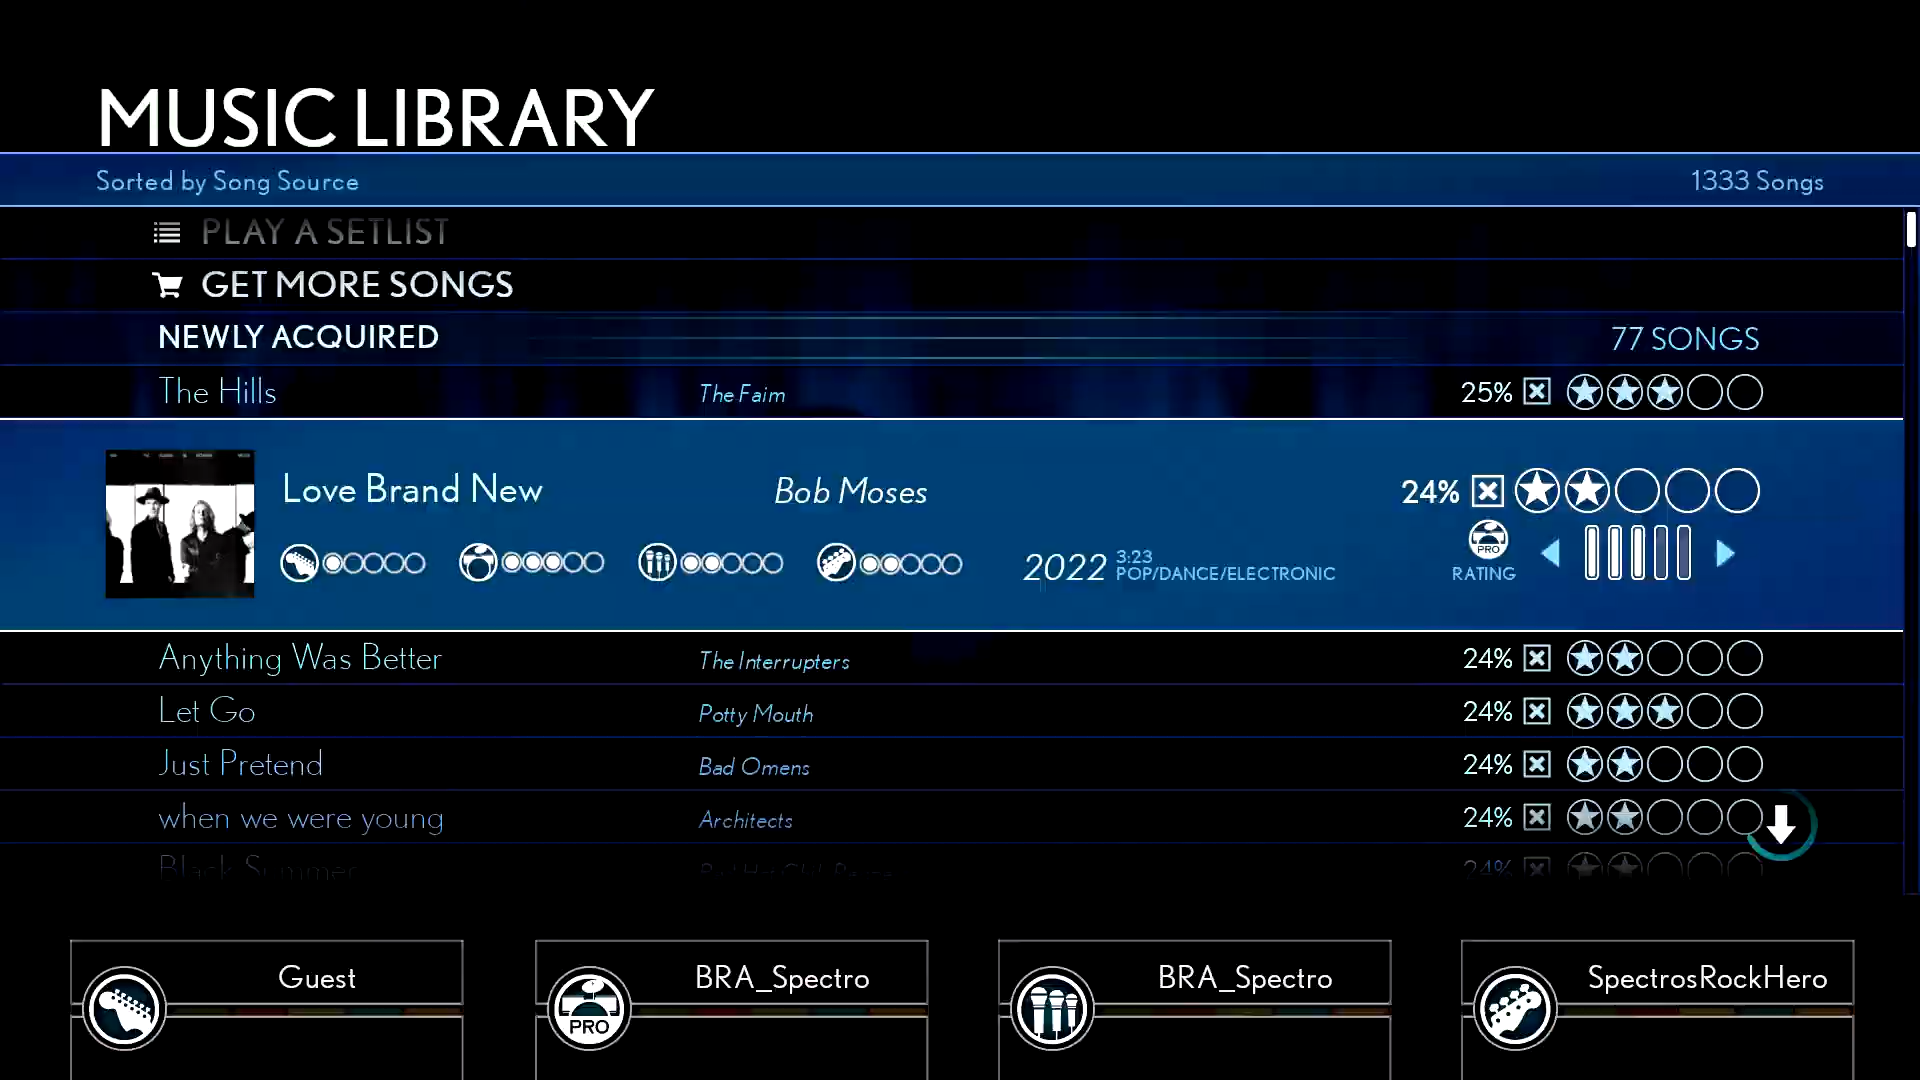 MUSIC LIBRARY
Sorted by Song Source 1333 Songs
PLAY A SETLIST
GET MORE SONGS
NEWLY ACQUIRED 77 SONGS
The Hills The Faim 25%
Love Brand New Bob Moses 24%
2022 3:23
POP/DANCE/ELECTRONIC
PRO
RATING
Anything Was Better The Interrupters 24%
Let Go Potty Mouth 24%
Just Pretend Bad Omens 24%
when we were young Architects 24%
Black Summer 24%
Guest
BRA_Spectro
PRO
BRA_Spectro
SpectrosRockHero